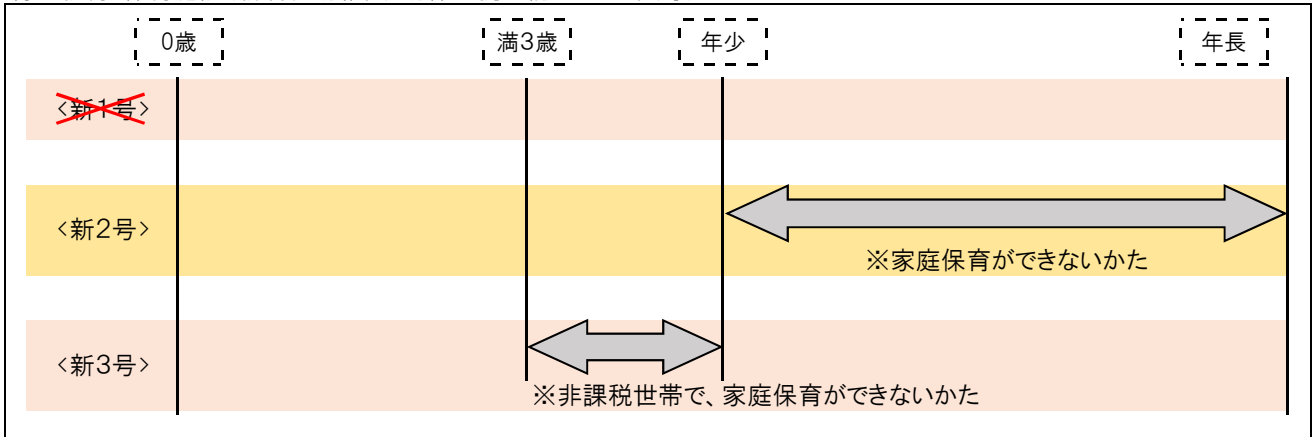 0歳 満3歳 年少 年長
<新1号>
<新2号>
※家庭保育ができないかた
<新3号>
※非課税世帯で、家庭保育ができないかた